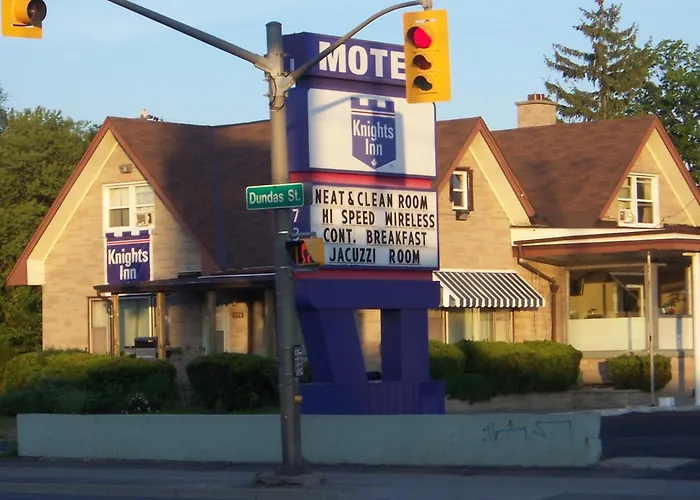 MOTE
Knights
Inn
NEAT & CLEAN ROOM
HI SPEED WIRELESS
CONT. BREAKFAST
JACUZZI ROOM
Dundas St.
Knights
Inn